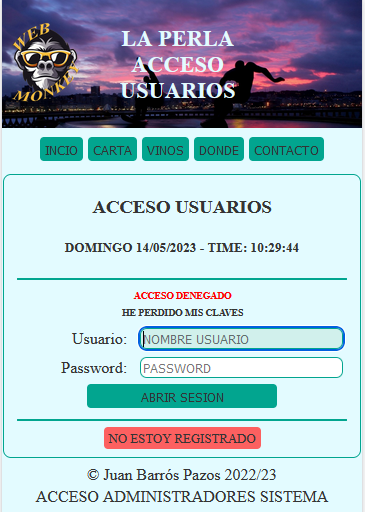 WEB
MONKEY
LA PERLA
ACCESO
USUARIOS
INCIO CARTA VINOS DONDE CONTACTO
ACCESO USUARIOS
DOMINGO 14/05/2023 - TIME: 10:29:44
ACCESO DENEGADO
HE PERDIDO MIS CLAVES
Usuario: NOMBRE USUARIO
Password: PASSWORD
ABRIR SESION
NO ESTOY REGISTRADO
© Juan Barrós Pazos 2022/23
ACCESO ADMINISTRADORES SISTEMA